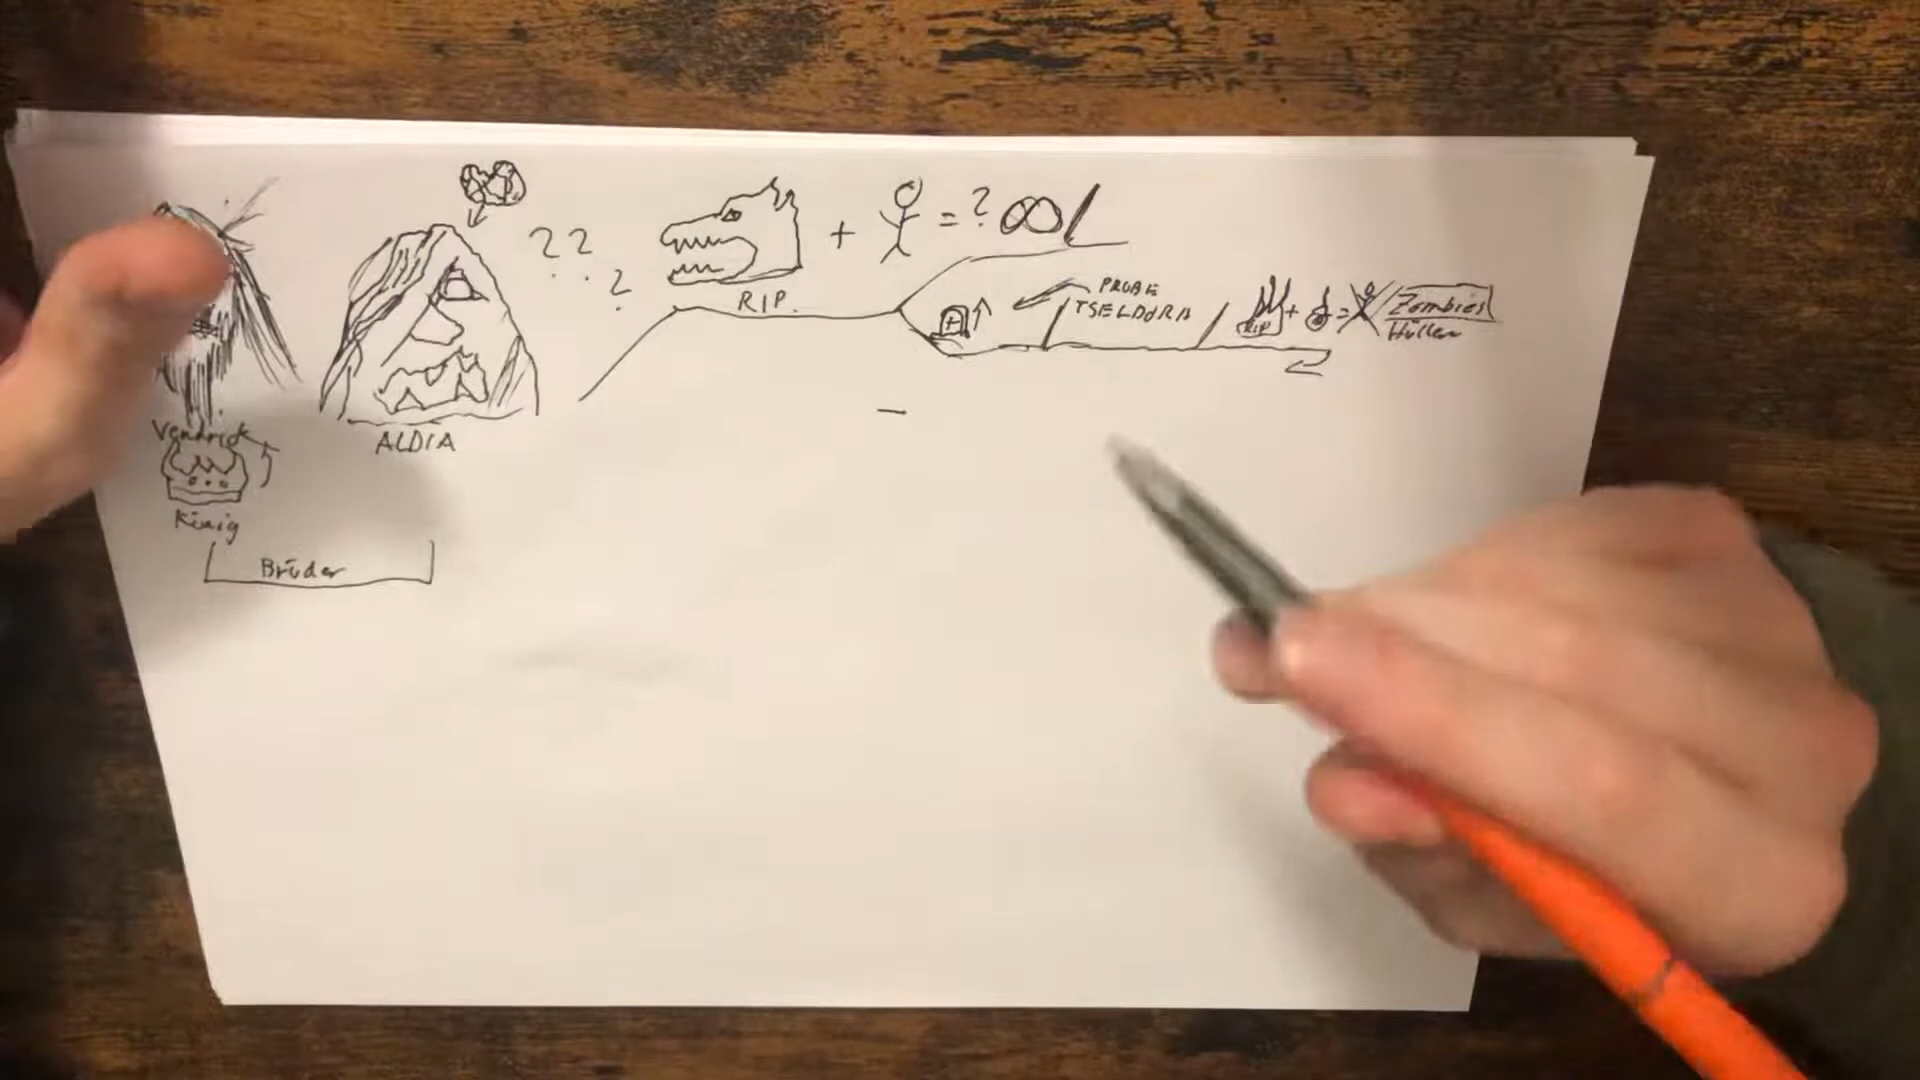 ?? ?
+ = ? ∞
RIP.
PROBE
TSELDORA
RIP + =
Zombies
Hüllen
Vendrick
ALDIA
König
Brüder